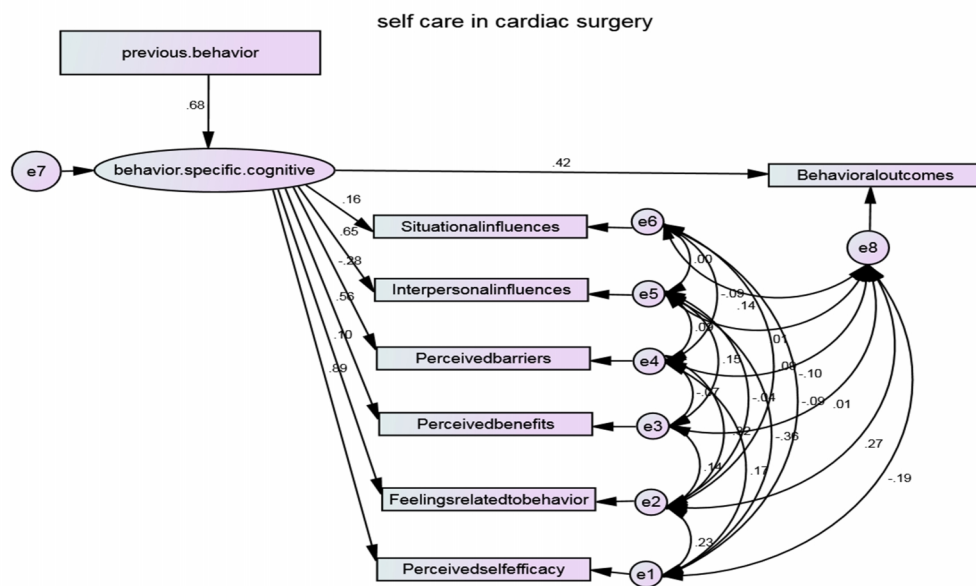 self care in cardiac surgery
previous.behavior
.68
e7
behavior.specific.cognitive
.42
Behavioraloutcomes
.16
Situationalinfluences
e6
e8
.65
.00
-.28
Interpersonalinfluences
e5
-.09
.14
.56
.09
.01
Perceivedbarriers
e4
.15
.08
-.10
.10
-.07
-.04
-.09
.01
.89
Perceivedbenefits
e3
-.36
.27
.14
.17
-.19
Feelingsrelatedtobehavior
e2
.23
Perceivedselfefficacy
e1